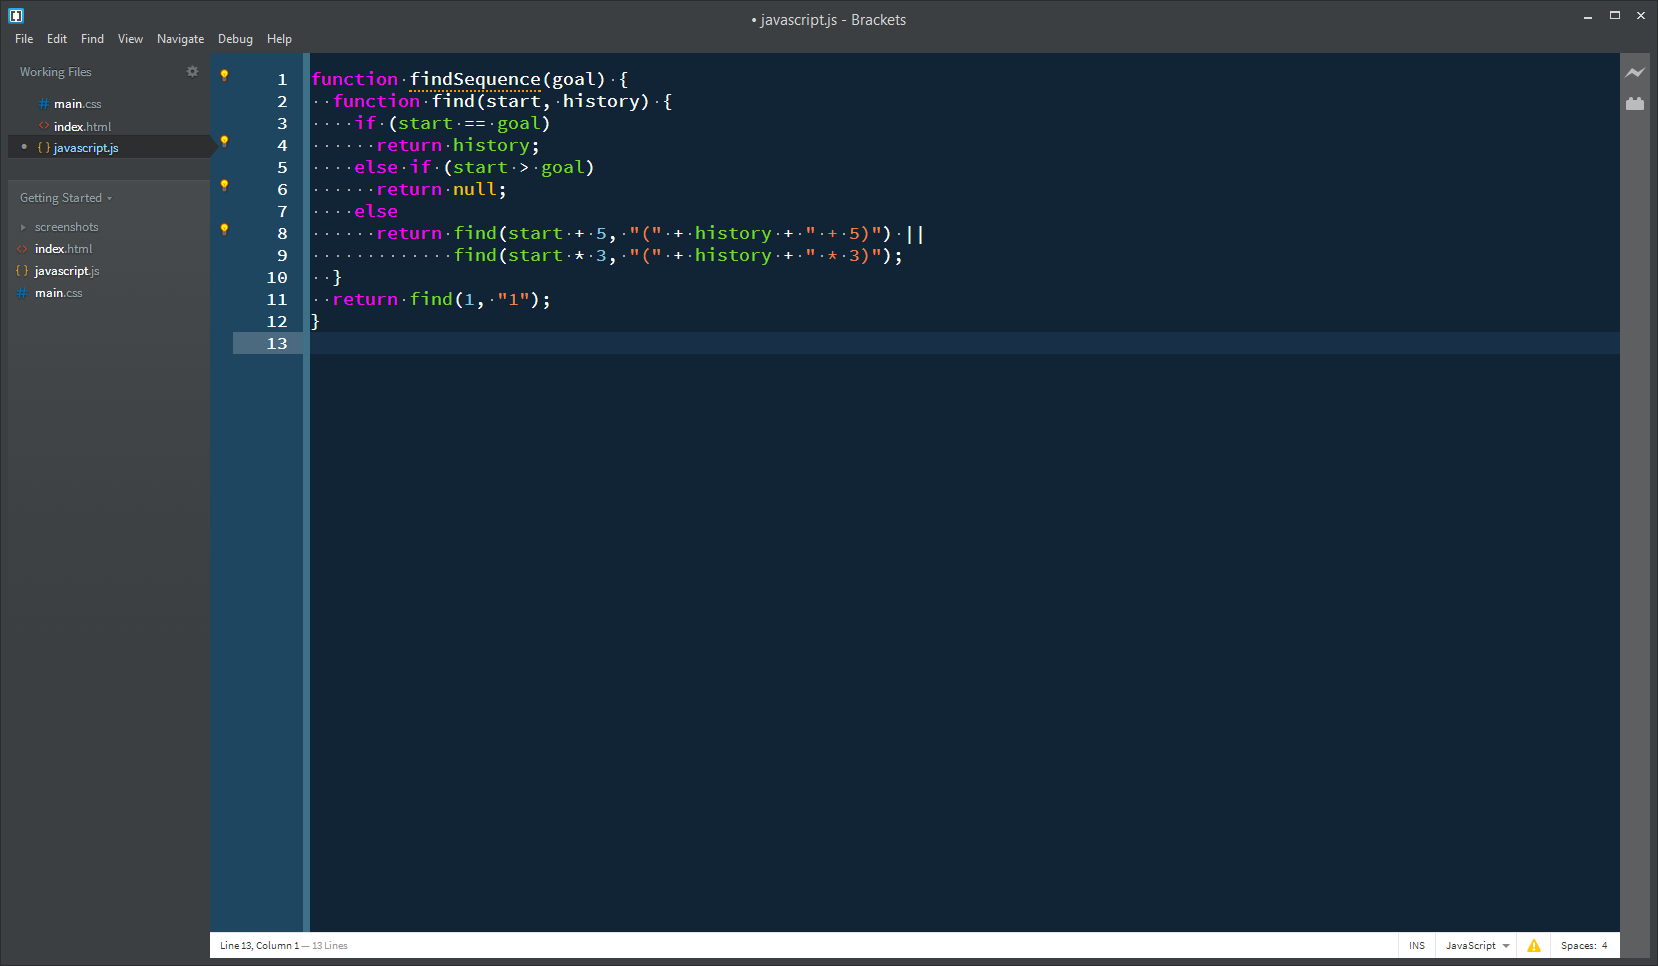 • javascript.js - Brackets
File Edit Find View Navigate Debug Help
Working Files
# main.css
<> index.html
• {} javascript.js
Getting Started
screenshots
<> index.html
{} javascript.js
# main.css
1 function·findSequence(goal)·{
2 ··function·find(start,·history)·{
3 ····if·(start·==·goal)
4 ······return·history;
5 ····else·if·(start·>·goal)
6 ······return·null;
7 ····else
8 ······return·find(start·+·5,·"("·+·history·+·"·+·5)")·||
9 ·············find(start·*·3,·"("·+·history·+·"·*·3)");
10 ··}
11 ··return·find(1,·"1");
12 }
13
Line 13, Column 1 — 13 Lines
INS JavaScript Spaces: 4